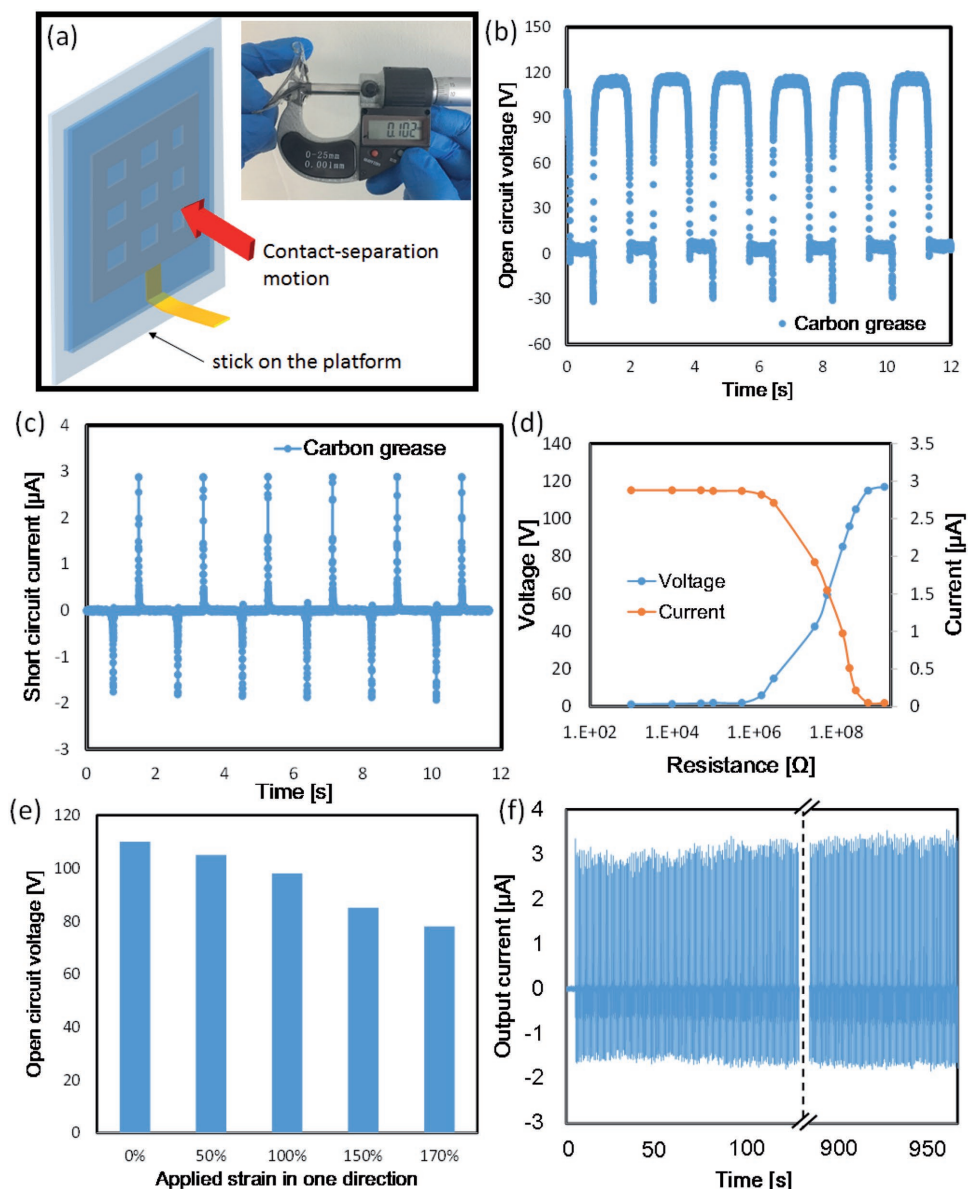 (a)
0.102
0-25mm
0.001mm
Contact-separation
motion
stick on the platform
(b)
Open circuit voltage [V]
150
120
90
60
30
0
-30
-60
Carbon grease
0 2 4 6 8 10 12
Time [s]
(c)
Short circuit current [µA]
4
3
2
1
0
-1
-2
-3
Carbon grease
0 2 4 6 8 10 12
Time [s]
(d)
Voltage [V]
140
120
100
80
60
40
20
0
Voltage
Current
3.5
3
2.5
2
1.5
1
0.5
0
Current [µA]
1.E+02 1.E+04 1.E+06 1.E+08
Resistance [Ω]
(e)
Open circuit voltage [V]
120
100
80
60
40
20
0
0% 50% 100% 150% 170%
Applied strain in one direction
(f)
Output current [µA]
4
3
2
1
0
-1
-2
-3
0 50 100 900 950
Time [s]